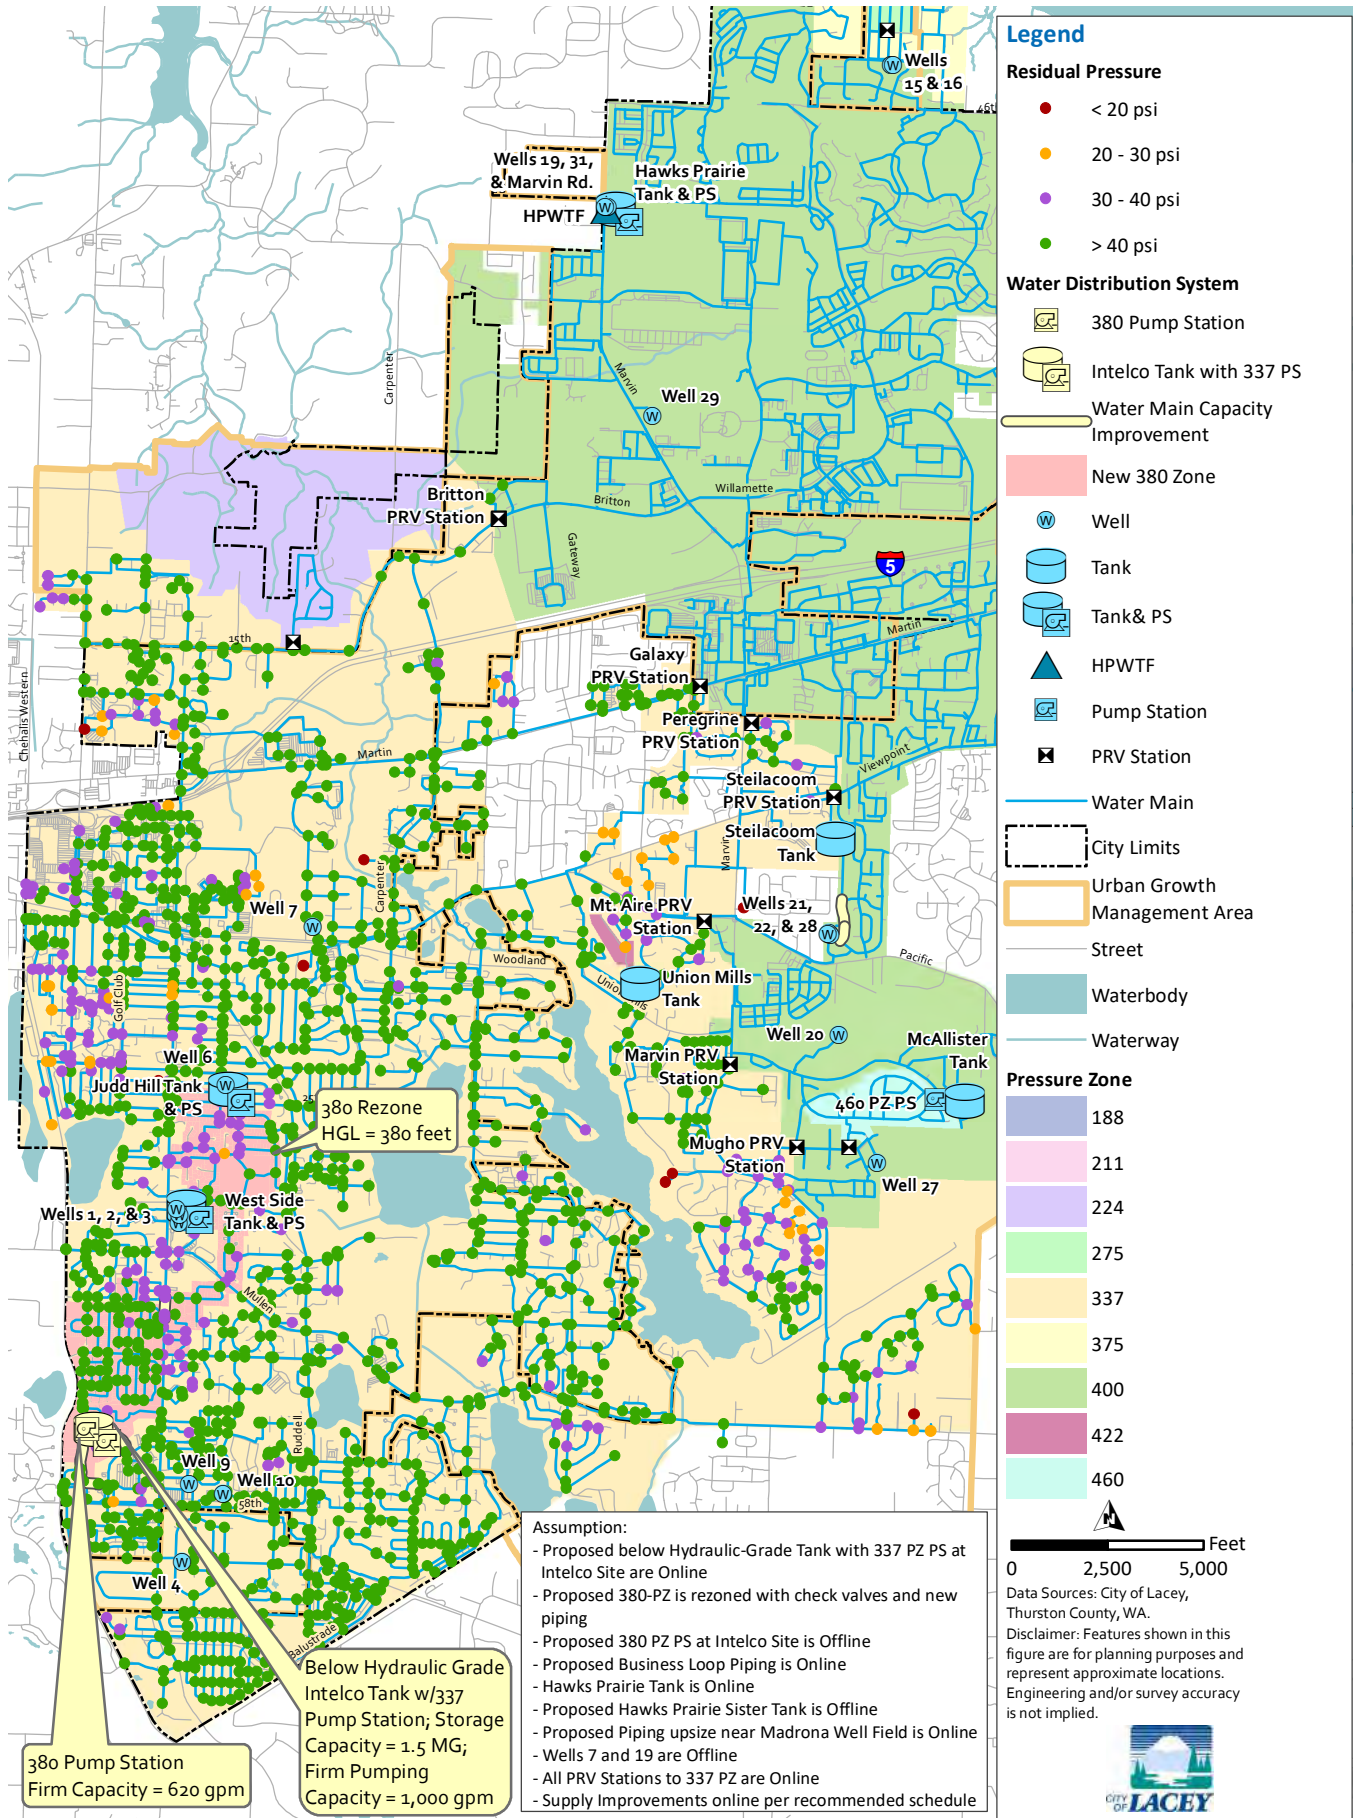 Wells
15 & 16
46th
Wells 19, 31,
& Marvin Rd.
Hawks Prairie
Tank & PS
HPWTF
Carpenter
Marvin
Well 29
Britton
PRV Station
Britton
Willamette
Gateway
5
15th
Martin
Galaxy
PRV Station
Chehalis Western
Peregrine
PRV Station
Martin
Viewpoint
Steilacoom
PRV Station
Steilacoom
Tank
Marvin
Carpenter
Well 7
Mt. Aire PRV
Station
Wells 21,
22, & 28
Pacific
Woodland
Union Mills
Tank
Union Mills
Golf Club
Well 20
McAllister
Tank
Well 6
Judd Hill Tank
& PS
Marvin PRV
Station
460 PZ PS
380 Rezone
HGL = 380 feet
Mugho PRV
Station
Well 27
West Side
Tank & PS
Wells 1, 2, & 3
Mullen
Ruddell
Well 9
Well 10
58th
Well 4
Balustrade
380 Pump Station
Firm Capacity = 620 gpm
Below Hydraulic Grade
Intelco Tank w/337
Pump Station; Storage
Capacity = 1.5 MG;
Firm Pumping
Capacity = 1,000 gpm
Assumption:
- Proposed below Hydraulic-Grade Tank with 337 PZ PS at
Intelco Site are Online
- Proposed 380-PZ is rezoned with check valves and new
piping
- Proposed 380 PZ PS at Intelco Site is Offline
- Proposed Business Loop Piping is Online
- Hawks Prairie Tank is Online
- Proposed Hawks Prairie Sister Tank is Offline
- Proposed Piping upsize near Madrona Well Field is Online
- Wells 7 and 19 are Offline
- All PRV Stations to 337 PZ are Online
- Supply Improvements online per recommended schedule
Legend
Residual Pressure
< 20 psi
20 - 30 psi
30 - 40 psi
> 40 psi
Water Distribution System
380 Pump Station
Intelco Tank with 337 PS
Water Main Capacity
Improvement
New 380 Zone
Well
Tank
Tank& PS
HPWTF
Pump Station
PRV Station
Water Main
City Limits
Urban Growth
Management Area
Street
Waterbody
Waterway
Pressure Zone
188
211
224
275
337
375
400
422
460
N
Feet
0 2,500 5,000
Data Sources: City of Lacey,
Thurston County, WA.
Disclaimer: Features shown in this
figure are for planning purposes and
represent approximate locations.
Engineering and/or survey accuracy
is not implied.
CITY OF LACEY